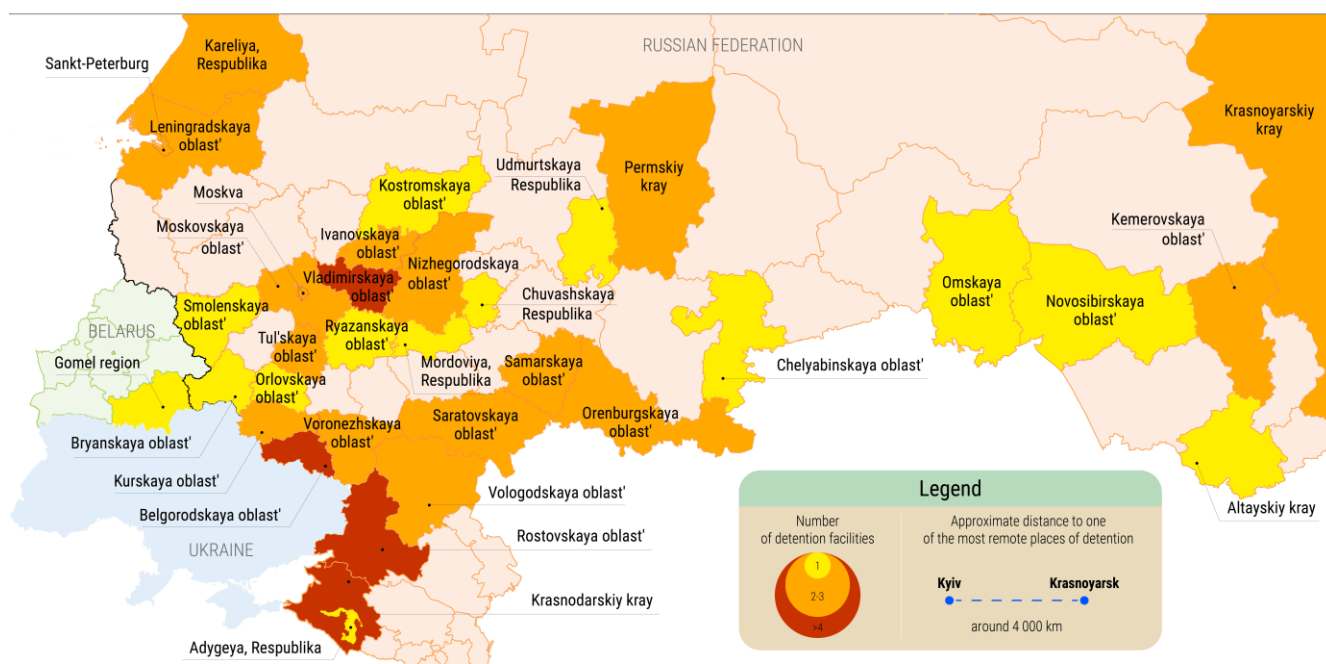 Kareliya,
Respublika
RUSSIAN FEDERATION
Sankt-Peterburg
Krasnoyarskiy
kray
Leningradskaya
oblast'
Udmurtskaya
Respublika
Permskiy
kray
Moskva
Kostromskaya
oblast'
Moskovskaya
oblast'
Ivanovskaya
oblast'
Kemerovskaya
oblast'
Nizhegorodskaya
oblast'
Vladimirskaya
oblast'
Omskaya
oblast'
Novosibirskaya
oblast'
Smolenskaya
oblast'
Chuvashskaya
Respublika
BELARUS
Ryazanskaya
oblast'
Tul'skaya
oblast'
Gomel region
Mordoviya,
Respublika
Samarskaya
oblast'
Chelyabinskaya oblast'
Orlovskaya
oblast'
Orenburgskaya
oblast'
Saratovskaya
oblast'
Voronezhskaya
oblast'
Bryanskaya oblast'
Kurskaya oblast'
Vologodskaya oblast'
Belgorodskaya oblast'
Altayskiy kray
Rostovskaya oblast'
UKRAINE
Krasnodarskiy kray
Adygeya, Respublika
Legend
Number
of detention facilities
1
2-3
>4
Approximate distance to one
of the most remote places of detention
Kyiv
Krasnoyarsk
around 4 000 km